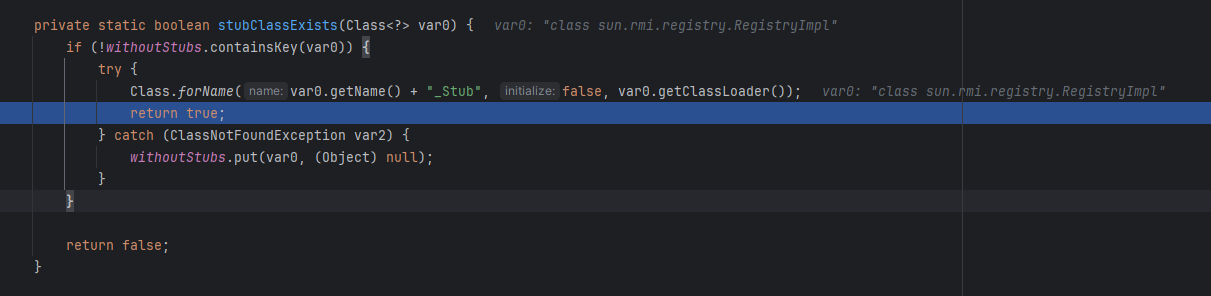 private static boolean stubClassExists(Class<?> var0) {   var0: "class sun.rmi.registry.RegistryImpl"
    if (!withoutStubs.containsKey(var0)) {
        try {
            Class.forName( name: var0.getName() + "_Stub", initialize: false, var0.getClassLoader());   var0: "class sun.rmi.registry.RegistryImpl"
            return true;
        } catch (ClassNotFoundException var2) {
            withoutStubs.put(var0, (Object) null);
        }
    }
    return false;
}